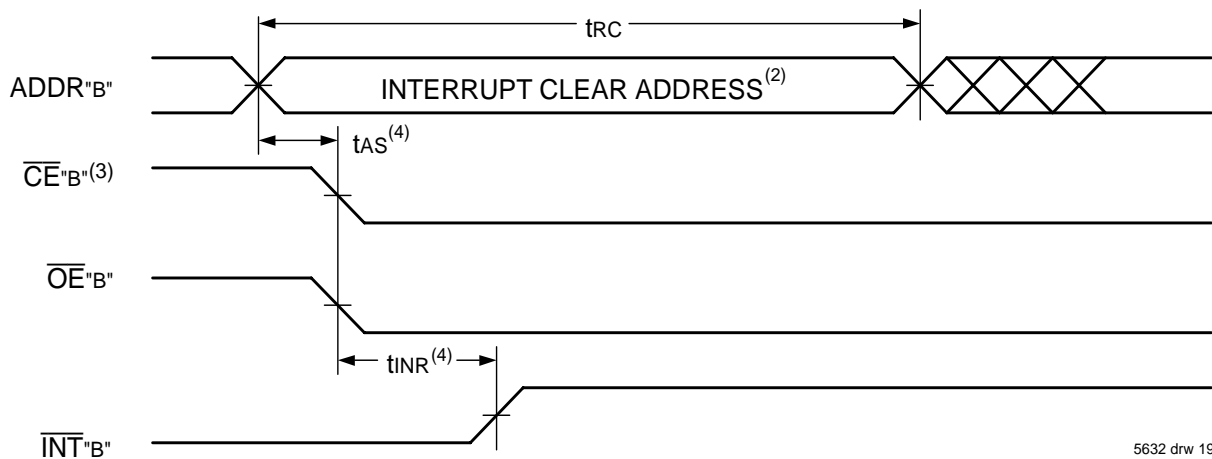 tRC
ADDR"B"
INTERRUPT CLEAR ADDRESS(2)
tAS(4)
CE"B"(3)
OE"B"
tINR(4)
INT"B"
5632 drw 19